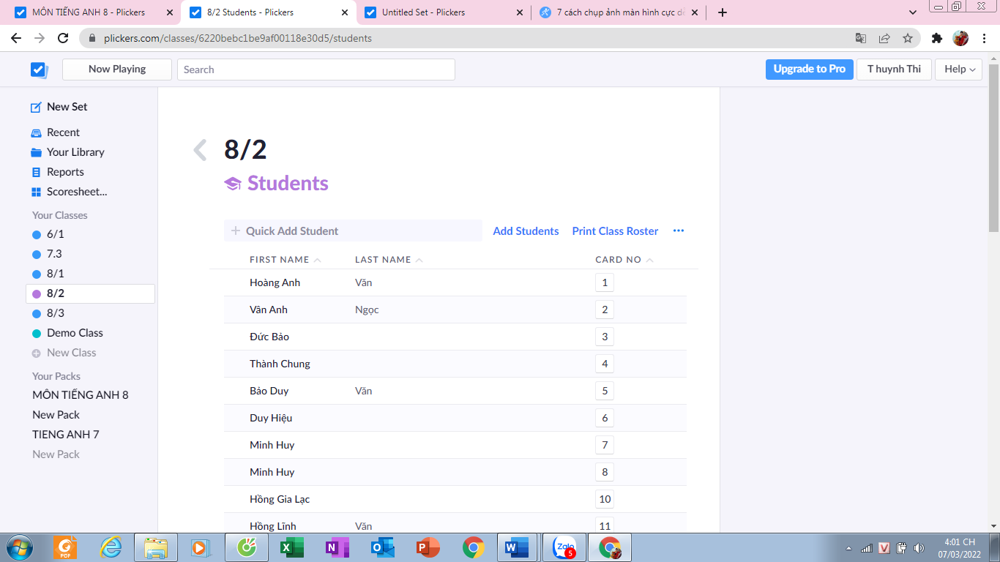 MÔN TIẾNG ANH 8 - Plickers
8/2 Students - Plickers
Untitled Set - Plickers
7 cách chụp ảnh màn hình cực dễ
plickers.com/classes/6220bebc1be9af00118e30d5/students
Now Playing
Search
Upgrade to Pro
T huynh Thi
Help
New Set
Recent
Your Library
Reports
Scoresheet...
Your Classes
6/1
7.3
8/1
8/2
8/3
Demo Class
New Class
Your Packs
MÔN TIẾNG ANH 8
New Pack
TIENG ANH 7
New Pack
8/2
Students
Quick Add Student
Add Students
Print Class Roster
FIRST NAME LAST NAME CARD NO
Hoàng Anh Văn 1
Vân Anh Ngọc 2
Đức Bảo 3
Thành Chung 4
Bảo Duy Văn 5
Duy Hiệu 6
Minh Huy 7
Minh Huy 8
Hồng Gia Lạc 10
Hồng Lĩnh Văn 11
PDF
Zalo
5
4:01 CH
07/03/2022